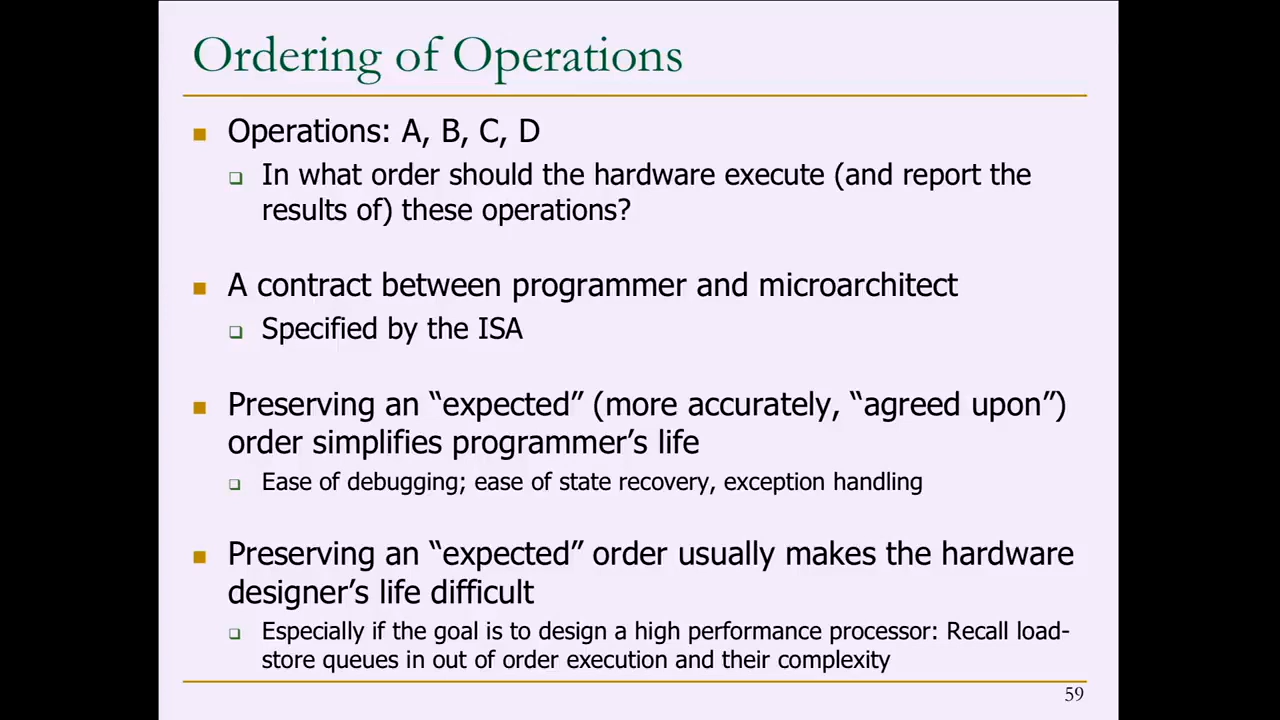 Ordering of Operations
Operations: A, B, C, D
In what order should the hardware execute (and report the
results of) these operations?
A contract between programmer and microarchitect
Specified by the ISA
Preserving an “expected” (more accurately, “agreed upon”)
order simplifies programmer’s life
Ease of debugging; ease of state recovery, exception handling
Preserving an “expected” order usually makes the hardware
designer’s life difficult
Especially if the goal is to design a high performance processor: Recall load-
store queues in out of order execution and their complexity
59